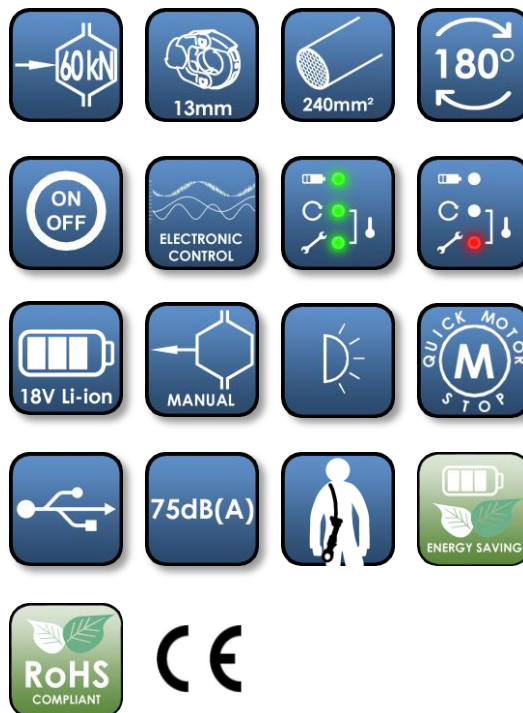 60kN
13mm
240mm²
180°
ON
OFF
ELECTRONIC
CONTROL
18V Li-ion
MANUAL
QUICK MOTOR
M
STOP
75dB(A)
ENERGY SAVING
RoHS
COMPLIANT
CE